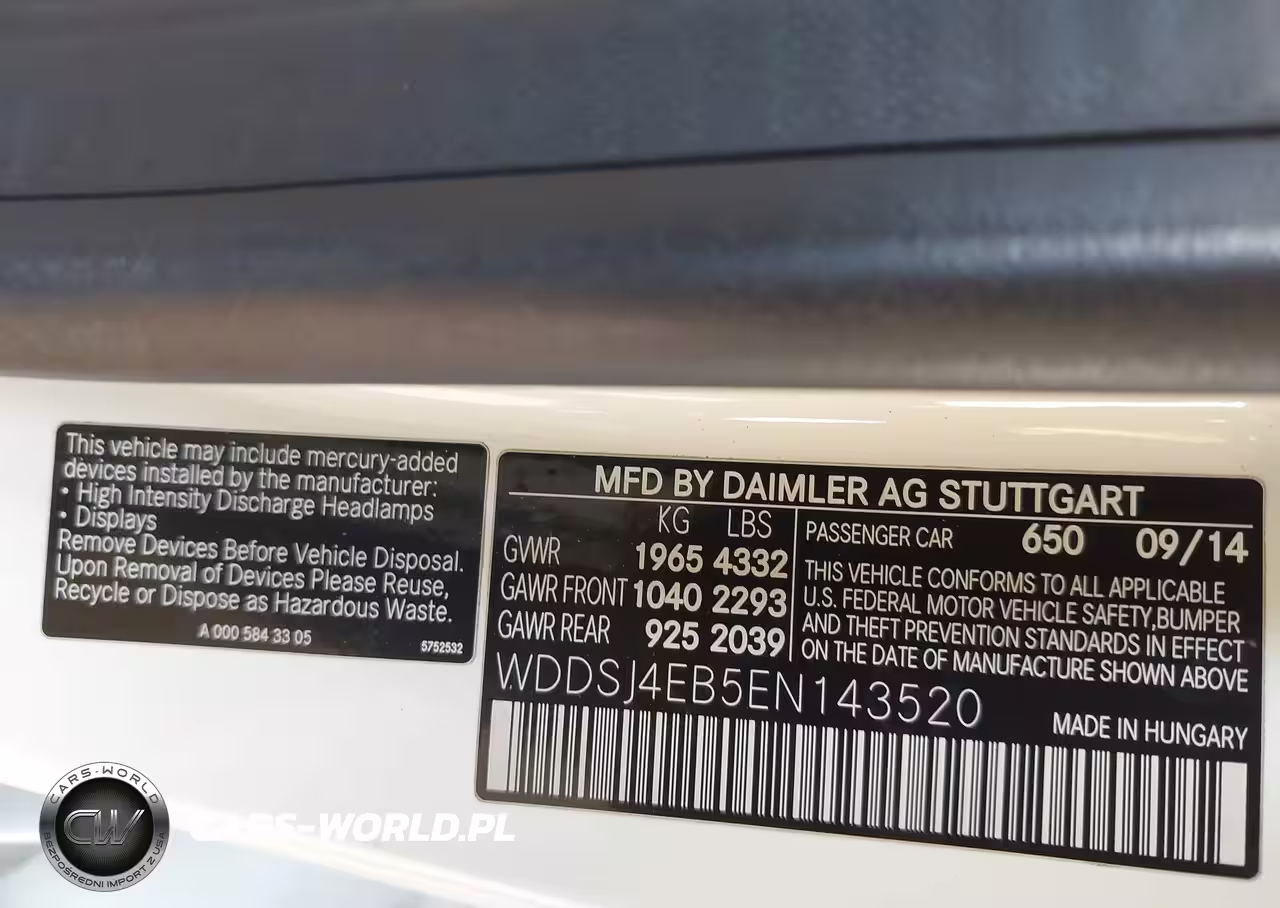 This vehicle may include mercury-added
devices installed by the manufacturer:
• High Intensity Discharge Headlamps
• Displays
Remove Devices Before Vehicle Disposal.
Upon Removal of Devices Please Reuse,
Recycle or Dispose as Hazardous Waste.
A 000 584 33 05
5752532
MFD BY DAIMLER AG STUTTGART
KG LBS
GVWR 1965 4332
GAWR FRONT 1040 2293
GAWR REAR 925 2039
PASSENGER CAR 650 09/14
THIS VEHICLE CONFORMS TO ALL APPLICABLE
U.S. FEDERAL MOTOR VEHICLE SAFETY,BUMPER
AND THEFT PREVENTION STANDARDS IN EFFECT
ON THE DATE OF MANUFACTURE SHOWN ABOVE
WDDSJ4EB5EN143520
MADE IN HUNGARY
CARS-WORLD
CW
BEZPOŚREDNI IMPORT Z USA
CARS-WORLD.PL